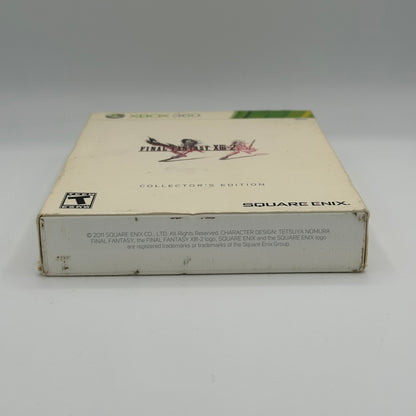 XBOX 360
FINAL FANTASY XIII-2
COLLECTOR'S EDITION
T
SQUARE ENIX.
© 2011 SQUARE ENIX CO., LTD. All Rights Reserved. CHARACTER DESIGN: TETSUYA NOMURA
FINAL FANTASY, the FINAL FANTASY XIII-2 logo, SQUARE ENIX and the SQUARE ENIX logo
are registered trademarks or trademarks of the Square Enix Group.